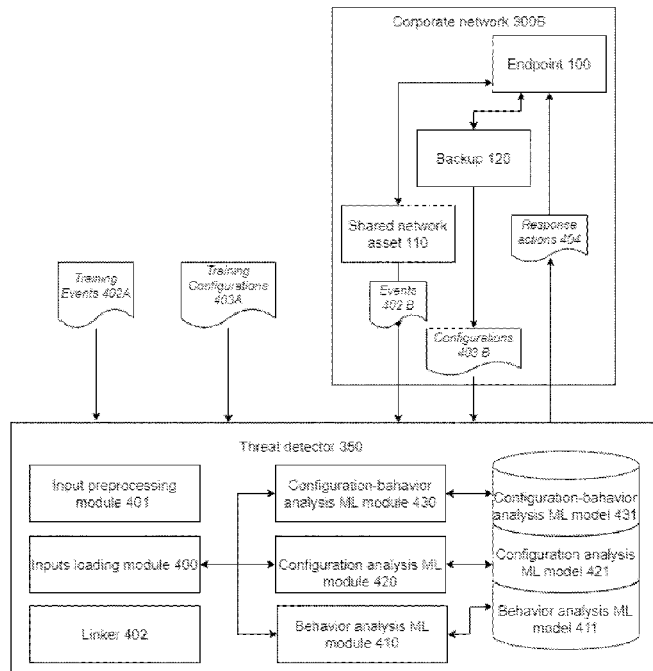 Corporate network 300B
Endpoint 100
Backup 120
Shared network
asset 110
Response
actions 404
Training
Events 402A
Training
Configurations
403A
Events
402 B
Configurations
403 B
Threat detector 350
Input preprocessing
module 401
Configuration-bahavior
analysis ML module 430
Configuration-bahavior
analysis ML model 431
Inputs loading module 400
Configuration analysis ML
module 420
Configuration analysis
ML model 421
Linker 402
Behavior analysis ML
module 410
Behavior analysis ML
model 411